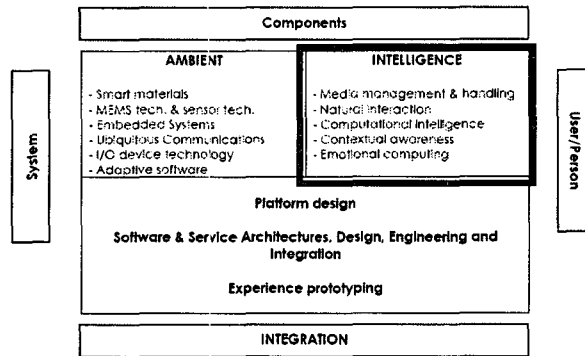 Components
AMBIENT
- Smart materials
- MEMS tech. & sensor tech.
- Embedded Systems
- Ubiquitous Communications
- I/O device technology
- Adaptive software
INTELLIGENCE
- Media management & handling
- Natural interaction
- Computational intelligence
- Contextual awareness
- Emotional computing
System
User/Person
Platform design
Software & Service Architectures, Design, Engineering and
Integration
Experience prototyping
INTEGRATION